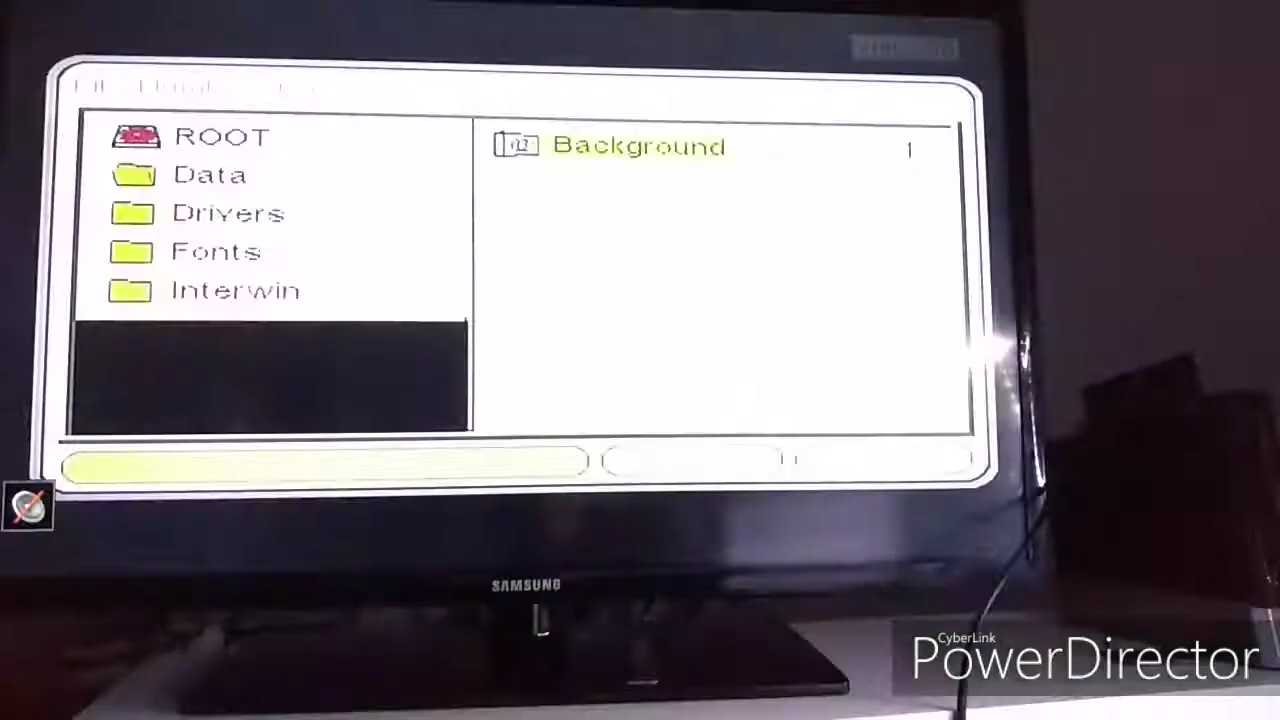 ROOT
Data
Drivers
Fonts
Interwin
Background 1
SAMSUNG
CyberLink
PowerDirector